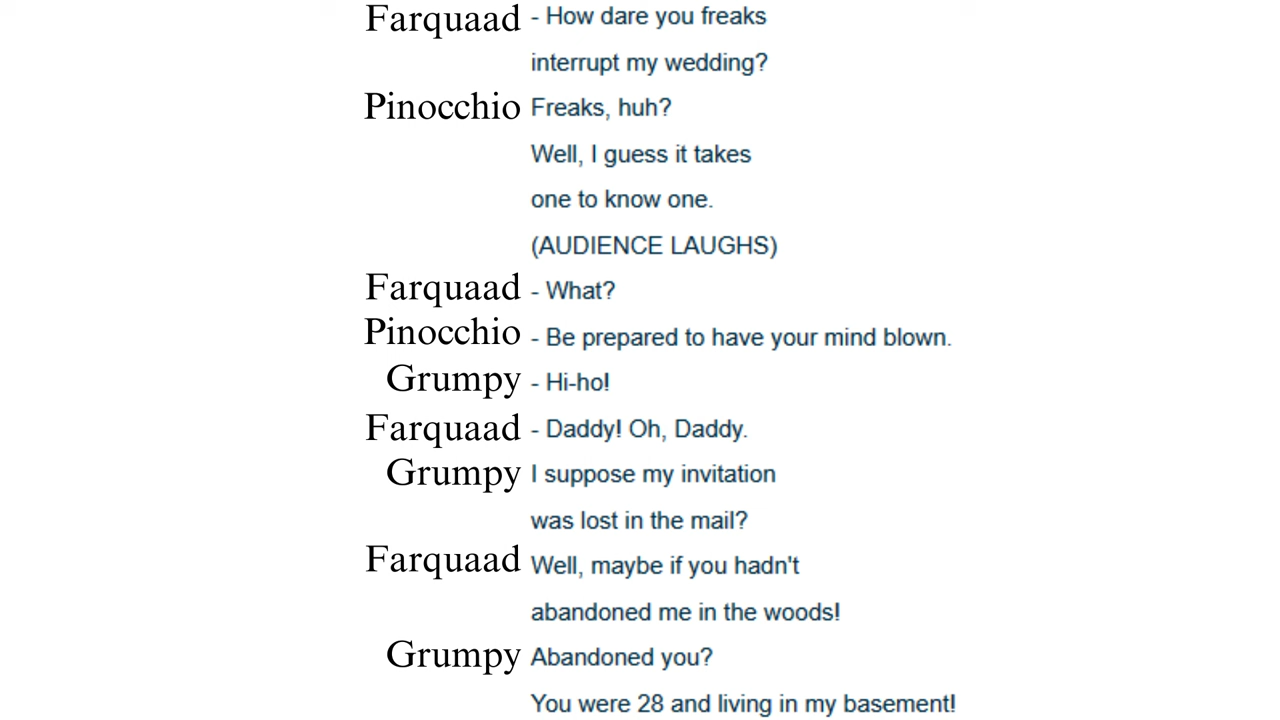 Farquaad - How dare you freaks
interrupt my wedding?
Pinocchio Freaks, huh?
Well, I guess it takes
one to know one.
(AUDIENCE LAUGHS)
Farquaad - What?
Pinocchio - Be prepared to have your mind blown.
Grumpy - Hi-ho!
Farquaad - Daddy! Oh, Daddy.
Grumpy I suppose my invitation
was lost in the mail?
Farquaad Well, maybe if you hadn't
abandoned me in the woods!
Grumpy Abandoned you?
You were 28 and living in my basement!